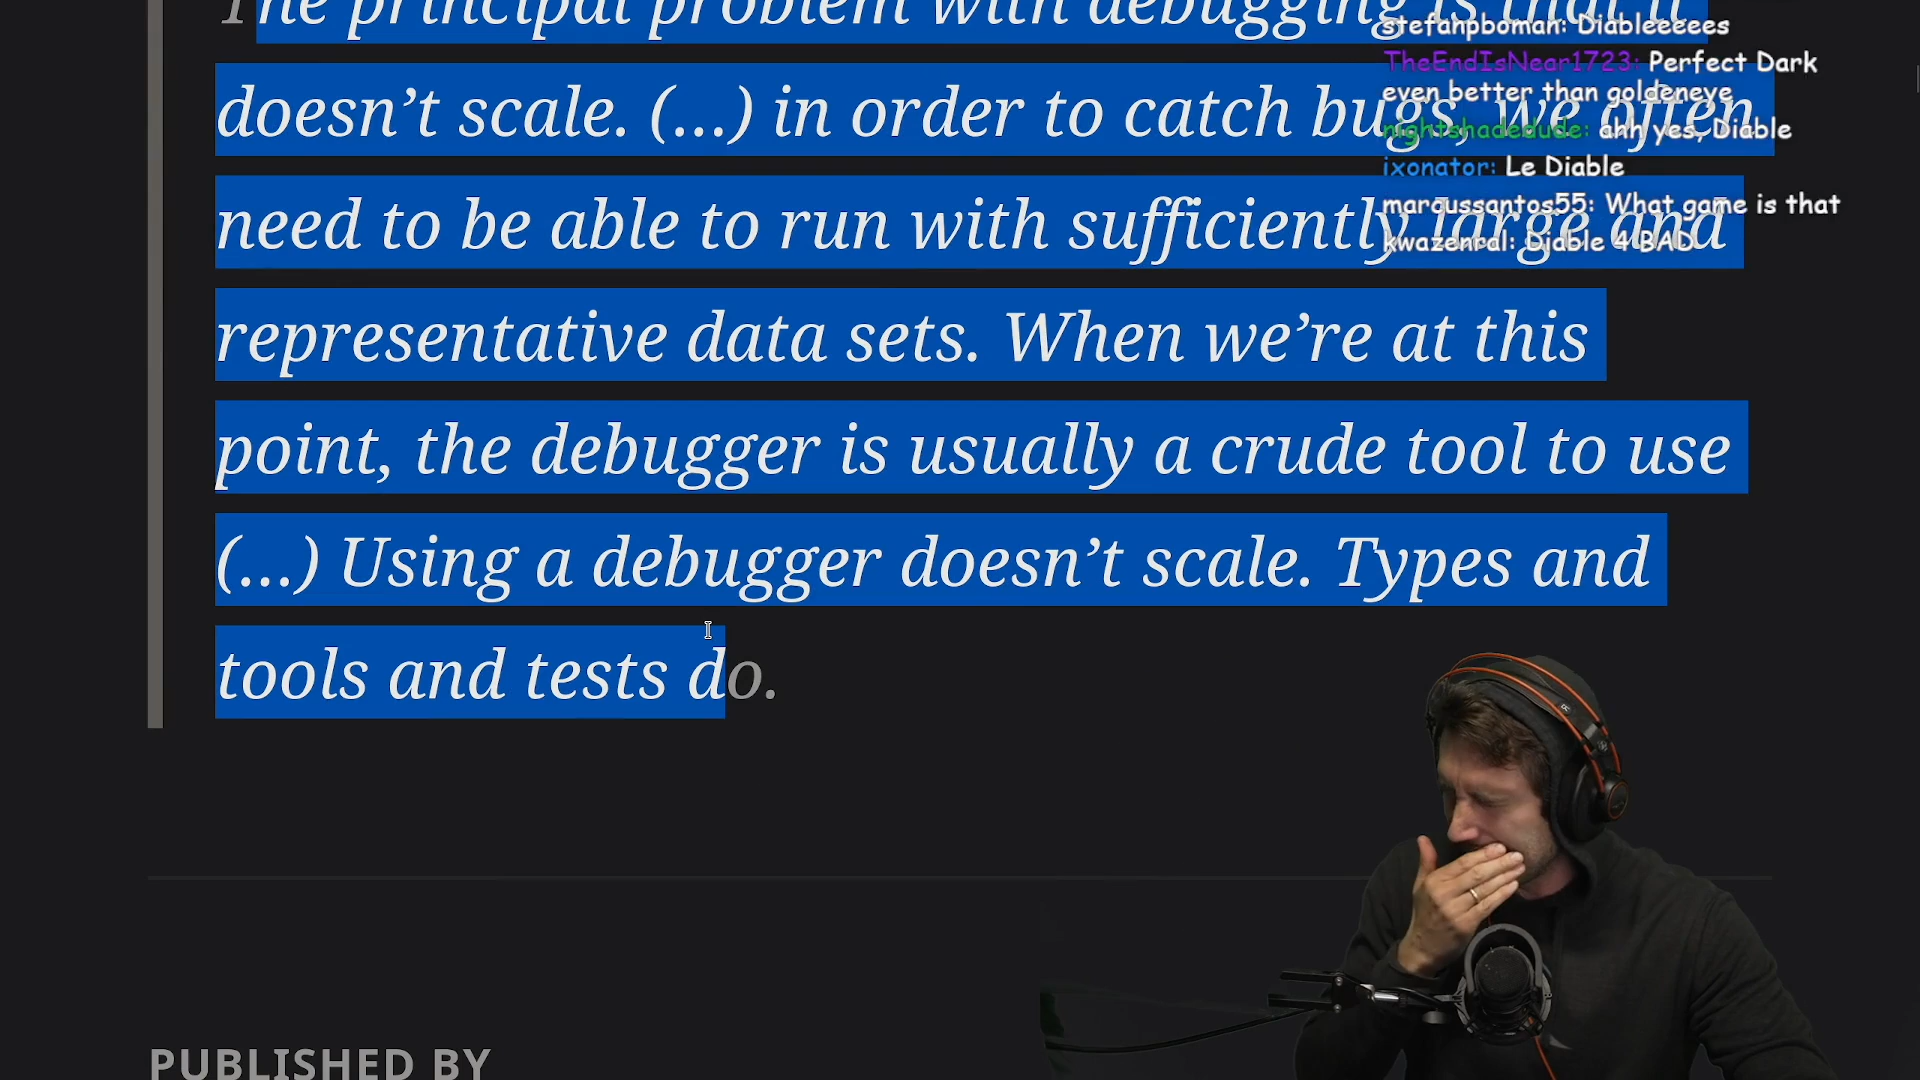 The principal problem with debugging is that it
doesn’t scale. (…) in order to catch bugs, we often
need to be able to run with sufficiently large and
representative data sets. When we’re at this
point, the debugger is usually a crude tool to use
(…) Using a debugger doesn’t scale. Types and
tools and tests do.
PUBLISHED BY
stefanpboman: Diableeeees
TheEndIsNear1723: Perfect Dark
even better than goldeneye
nightshadedude: ahh yes, Diable
ixonator: Le Diable
marcussantos55: What game is that
kwazenral: Diable 4 BAD